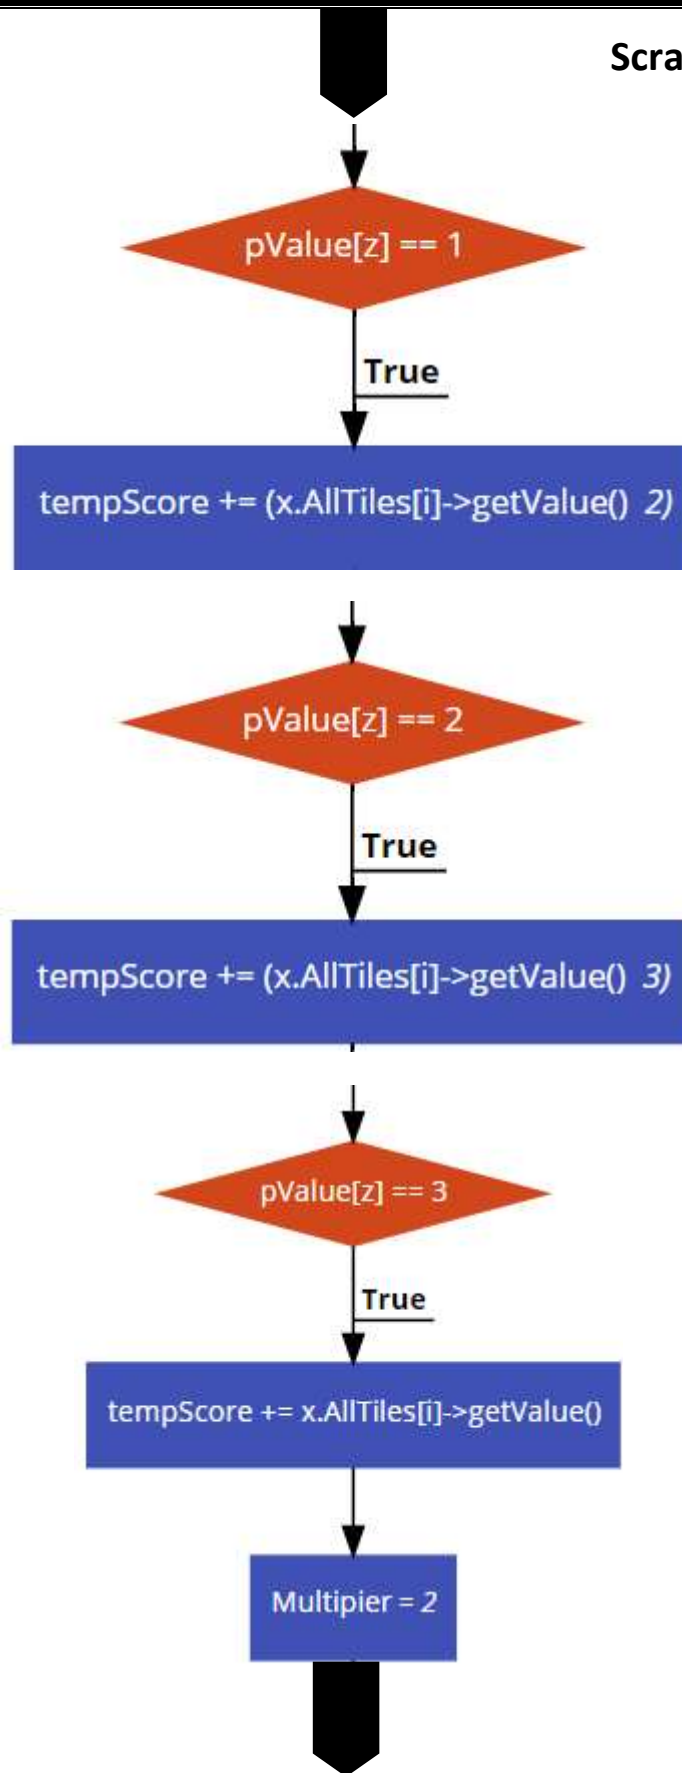 Scra
pValue[z] == 1
True
tempScore += (x.AllTiles[i]->getValue() 2)
pValue[z] == 2
True
tempScore += (x.AllTiles[i]->getValue() 3)
pValue[z] == 3
True
tempScore += x.AllTiles[i]->getValue()
Multipier = 2